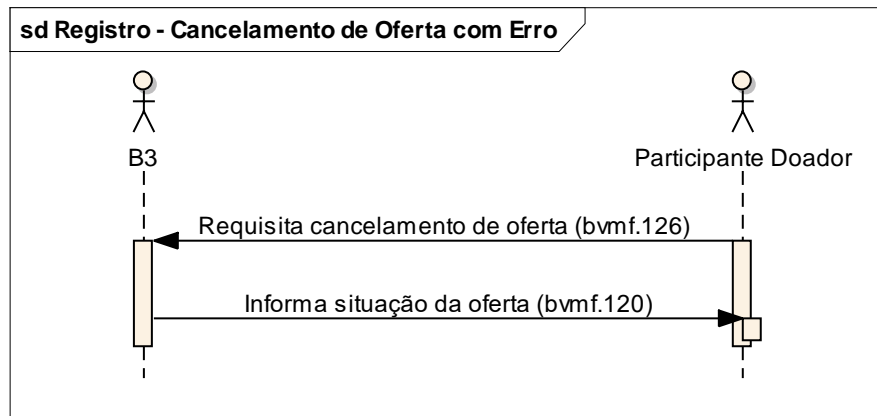 sd Registro - Cancelamento de Oferta com Erro
B3
Participante Doador
Requisita cancelamento de oferta (bvmf.126)
Informa situação da oferta (bvmf.120)